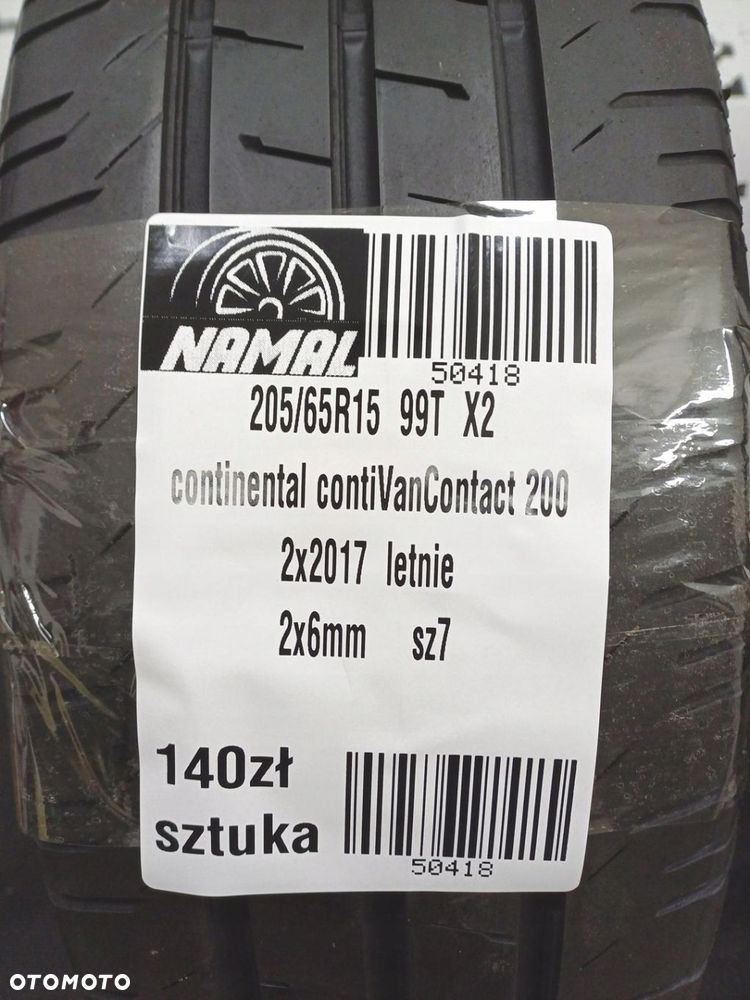 NAMAL
50418
205/65R15 99T X2
continental contiVanContact 200
2x2017 letnie
2x6mm sz7
140zł
sztuka
50418
OTOMOTO